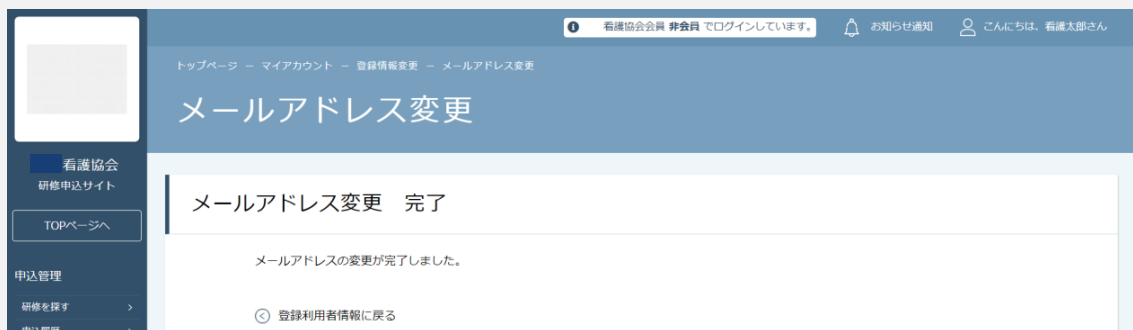 看護協会会員 非会員 でログインしています。
お知らせ通知
こんにちは、看護太郎さん
トップページ － マイアカウント － 登録情報変更 － メールアドレス変更
メールアドレス変更
看護協会
研修申込サイト
TOPページへ
申込管理
研修を探す
申込履歴
メールアドレス変更　完了
メールアドレスの変更が完了しました。
登録利用者情報に戻る